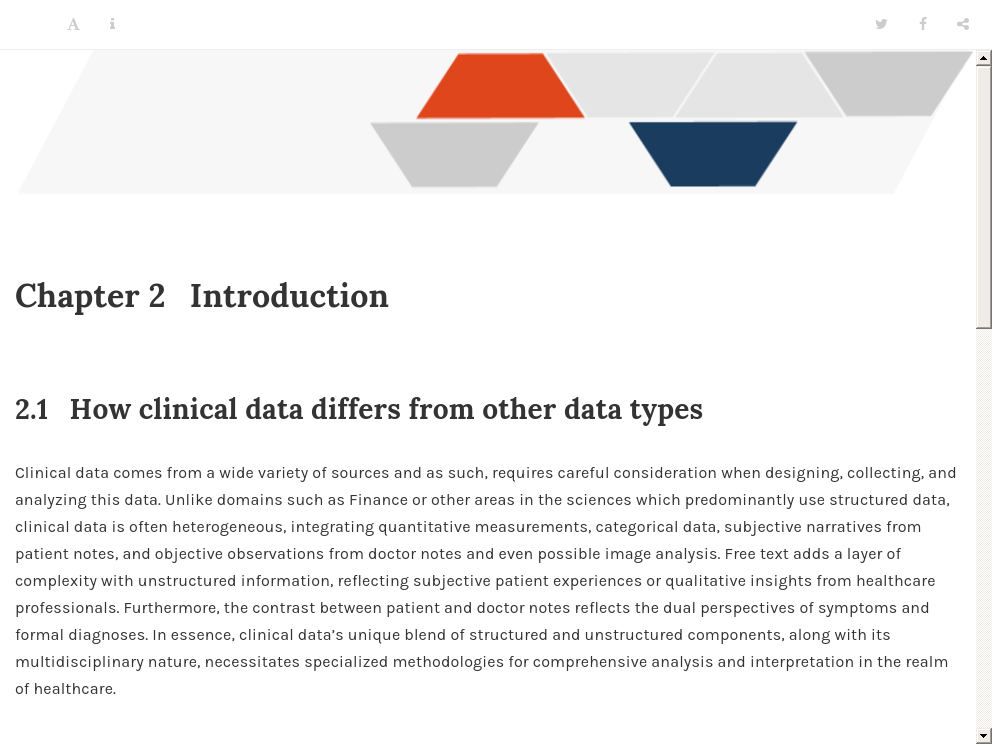 A i
Chapter 2 Introduction
2.1 How clinical data differs from other data types
Clinical data comes from a wide variety of sources and as such, requires careful consideration when designing, collecting, and
analyzing this data. Unlike domains such as Finance or other areas in the sciences which predominantly use structured data,
clinical data is often heterogeneous, integrating quantitative measurements, categorical data, subjective narratives from
patient notes, and objective observations from doctor notes and even possible image analysis. Free text adds a layer of
complexity with unstructured information, reflecting subjective patient experiences or qualitative insights from healthcare
professionals. Furthermore, the contrast between patient and doctor notes reflects the dual perspectives of symptoms and
formal diagnoses. In essence, clinical data’s unique blend of structured and unstructured components, along with its
multidisciplinary nature, necessitates specialized methodologies for comprehensive analysis and interpretation in the realm
of healthcare.